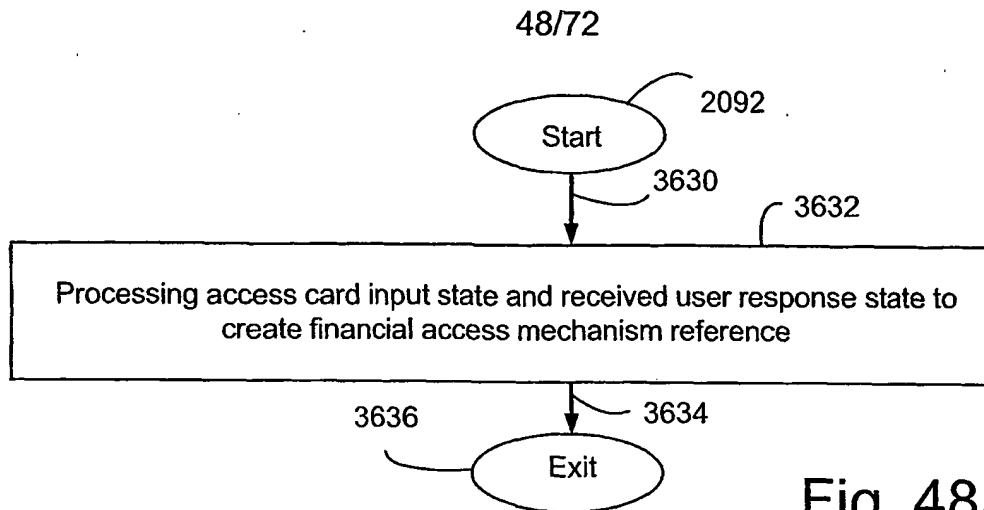 48/72
2092
Start
3630
3632
Processing access card input state and received user response state to
create financial access mechanism reference
3636
3634
Exit
Fig. 48